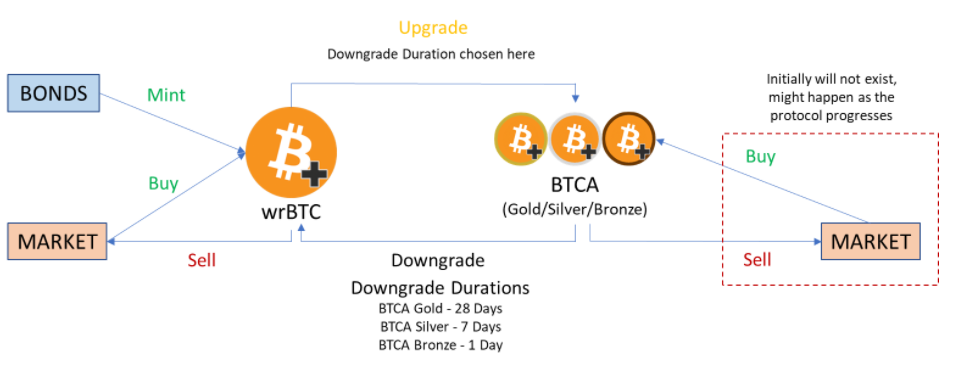 Upgrade
Downgrade Duration chosen here
BONDS
Mint
Buy
MARKET
Sell
wrBTC
BTCA
(Gold/Silver/Bronze)
Downgrade
Downgrade Durations
BTCA Gold - 28 Days
BTCA Silver - 7 Days
BTCA Bronze - 1 Day
Initially will not exist,
might happen as the
protocol progresses
Buy
MARKET
Sell